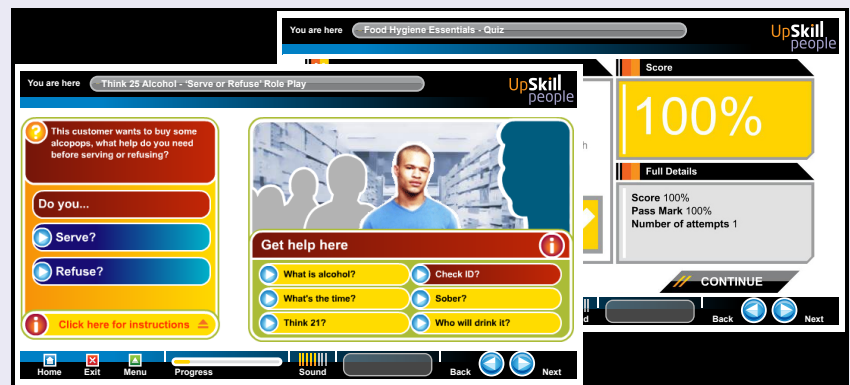 You are here
Food Hygiene Essentials - Quiz
UpSkill
people
Score
100%
Full Details
Score 100%
Pass Mark 100%
Number of attempts 1
CONTINUE
Back
Next
You are here
Think 25 Alcohol - 'Serve or Refuse' Role Play
UpSkill
people
?
This customer wants to buy some
alcopops, what help do you need
before serving or refusing?
Do you...
Serve?
Refuse?
i
Click here for instructions
Get help here
i
What is alcohol?
Check ID?
What's the time?
Sober?
Think 21?
Who will drink it?
Home
Exit
Menu
Progress
Sound
Back
Next